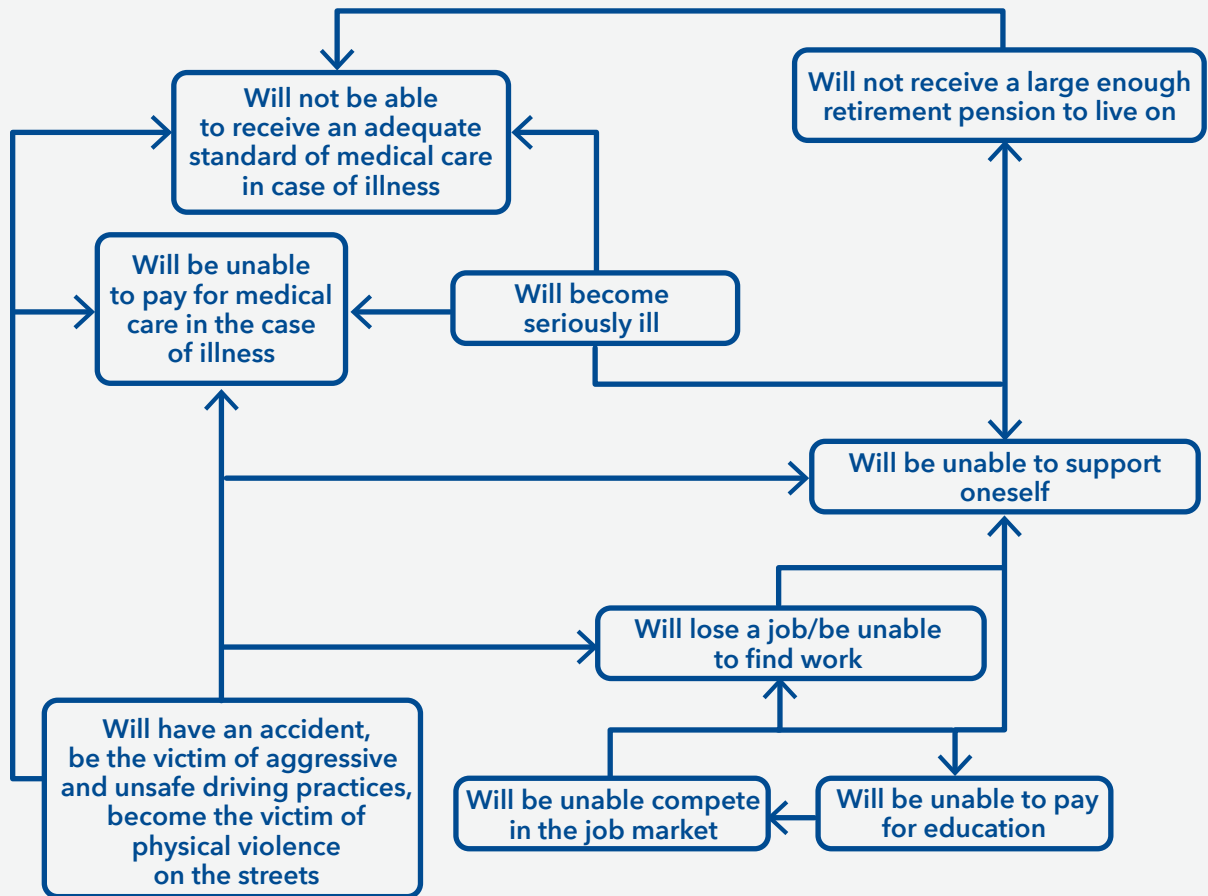 Will not be able
to receive an adequate
standard of medical care
in case of illness
Will not receive a large enough
retirement pension to live on
Will be unable
to pay for medical
care in the case
of illness
Will become
seriously ill
Will be unable to support
oneself
Will lose a job/be unable
to find work
Will have an accident,
be the victim of aggressive
and unsafe driving practices,
become the victim of
physical violence
on the streets
Will be unable compete
in the job market
Will be unable to pay
for education